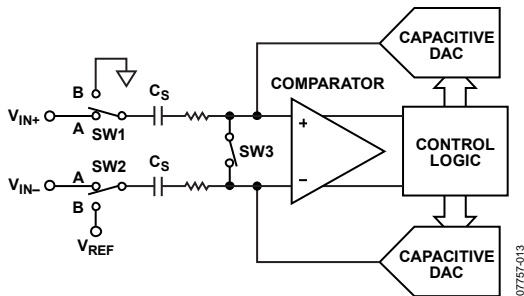 CAPACITIVE
DAC
COMPARATOR
B
CS
VIN+
A
SW1
+
SW3
CONTROL
LOGIC
SW2
CS
VIN–
A
B
–
VREF
CAPACITIVE
DAC
07757-013